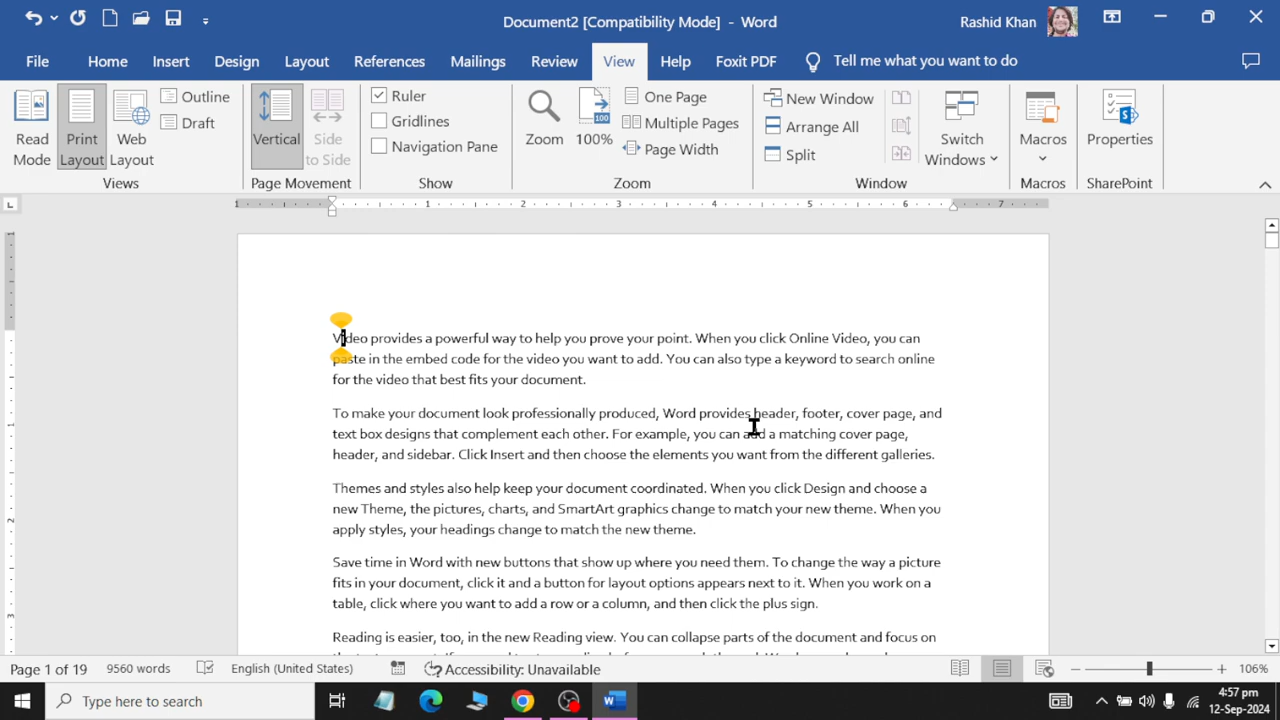 Document2 [Compatibility Mode] - Word
Rashid Khan
File Home Insert Design Layout References Mailings Review View Help Foxit PDF Tell me what you want to do
Read Mode
Print Layout
Web Layout
Outline
Draft
Views
Vertical
Side to Side
Page Movement
Ruler
Gridlines
Navigation Pane
Show
Zoom
100
100%
One Page
Multiple Pages
Page Width
Zoom
New Window
Arrange All
Split
Switch Windows
Window
Macros
Macros
Properties
SharePoint
1 1 2 3 4 5 6 7
Video provides a powerful way to help you prove your point. When you click Online Video, you can
paste in the embed code for the video you want to add. You can also type a keyword to search online
for the video that best fits your document.
To make your document look professionally produced, Word provides header, footer, cover page, and
text box designs that complement each other. For example, you can add a matching cover page,
header, and sidebar. Click Insert and then choose the elements you want from the different galleries.
Themes and styles also help keep your document coordinated. When you click Design and choose a
new Theme, the pictures, charts, and SmartArt graphics change to match your new theme. When you
apply styles, your headings change to match the new theme.
Save time in Word with new buttons that show up where you need them. To change the way a picture
fits in your document, click it and a button for layout options appears next to it. When you work on a
table, click where you want to add a row or a column, and then click the plus sign.
Reading is easier, too, in the new Reading view. You can collapse parts of the document and focus on
Page 1 of 19 9560 words English (United States) Accessibility: Unavailable 106%
Type here to search
4:57 pm
12-Sep-2024